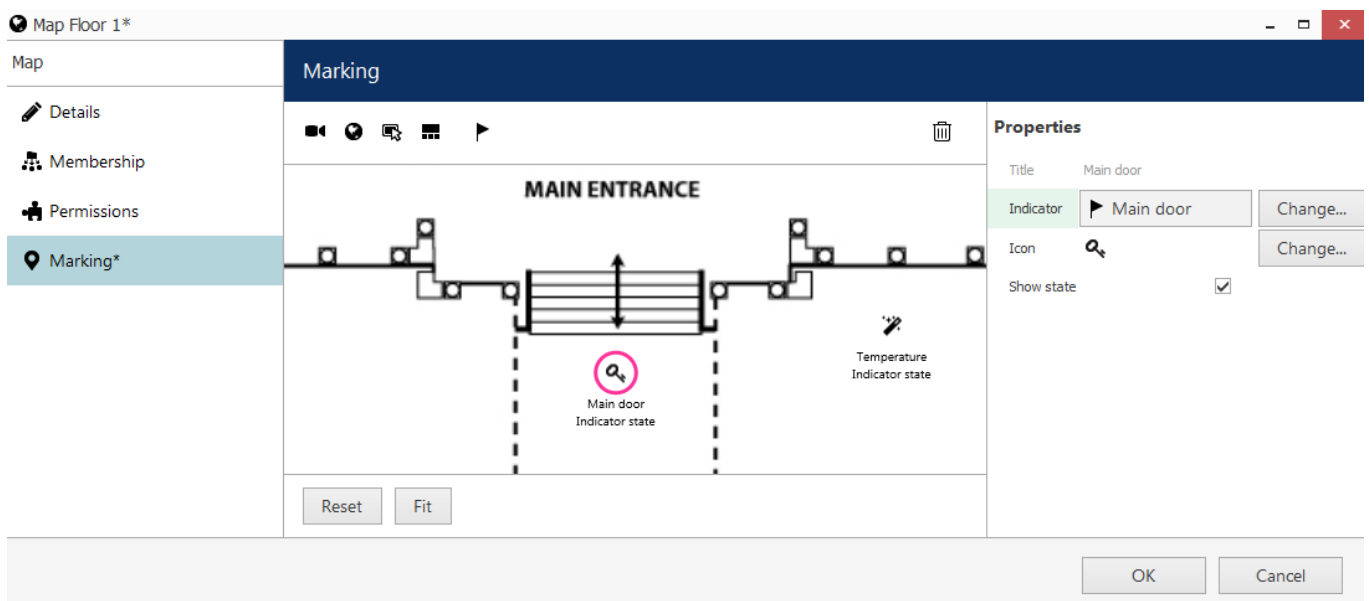 Map Floor 1*
Map
Details
Membership
Permissions
Marking*
Marking
MAIN ENTRANCE
Temperature
Indicator state
Main door
Indicator state
Reset
Fit
Properties
Title Main door
Indicator Main door Change...
Icon Change...
Show state
OK
Cancel